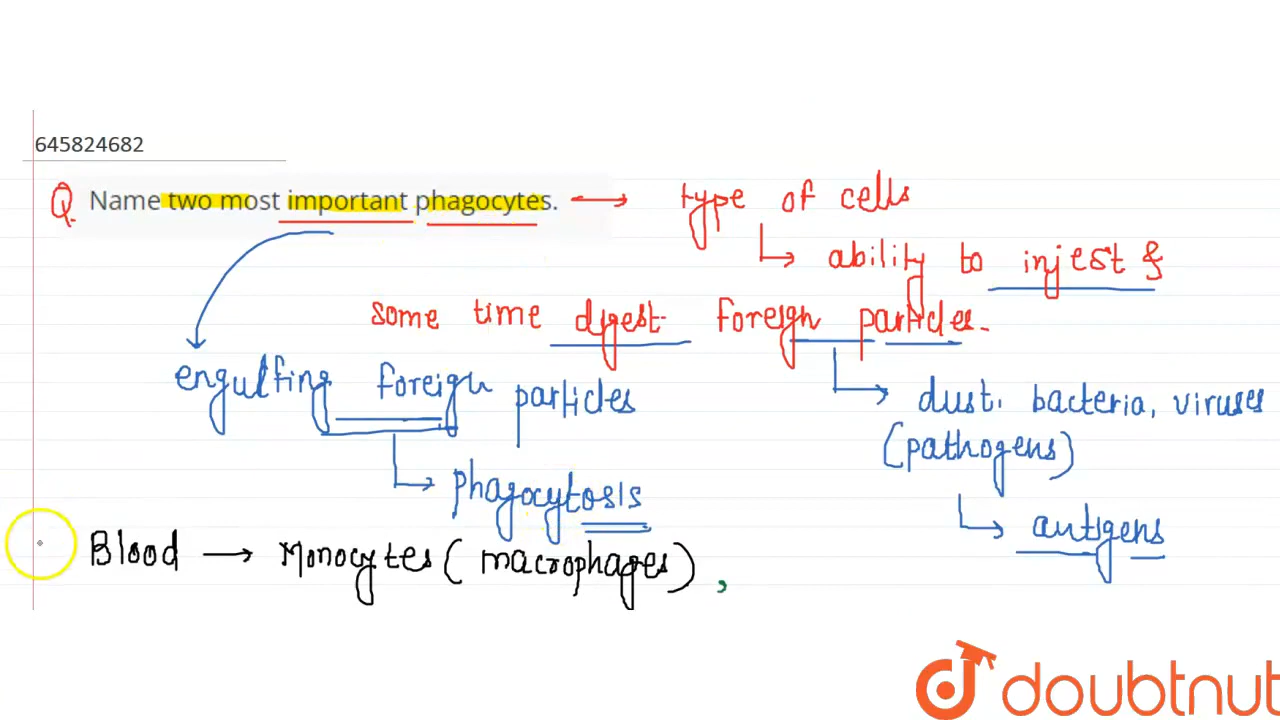 645824682
Q. Name two most important phagocytes. → type of cells
ability to injest &
some time digest foreign particles.
engulfing foreign particles
dust, bacteria, viruses
(pathogens)
phagocytosis
antigens
Blood → Monocytes (macrophages) ,
doubtnut